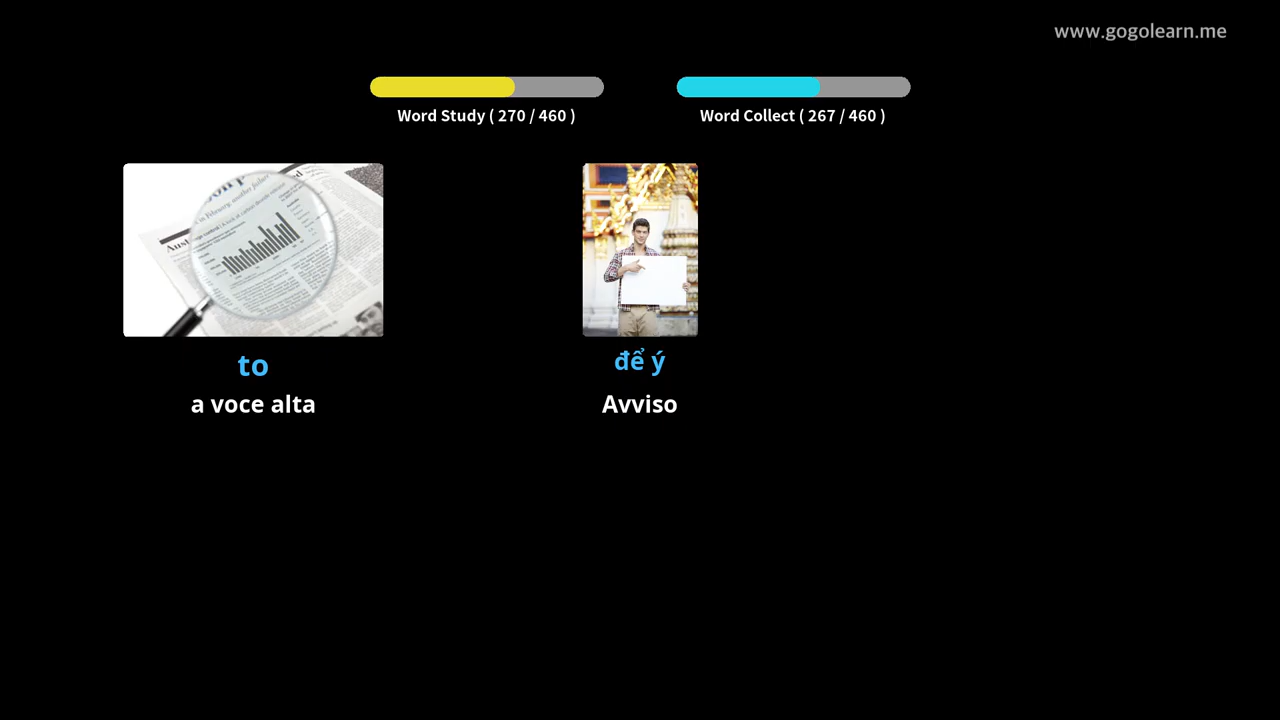 www.gogolearn.me
Word Study ( 270 / 460 )
Word Collect ( 267 / 460 )
to
a voce alta
để ý
Avviso